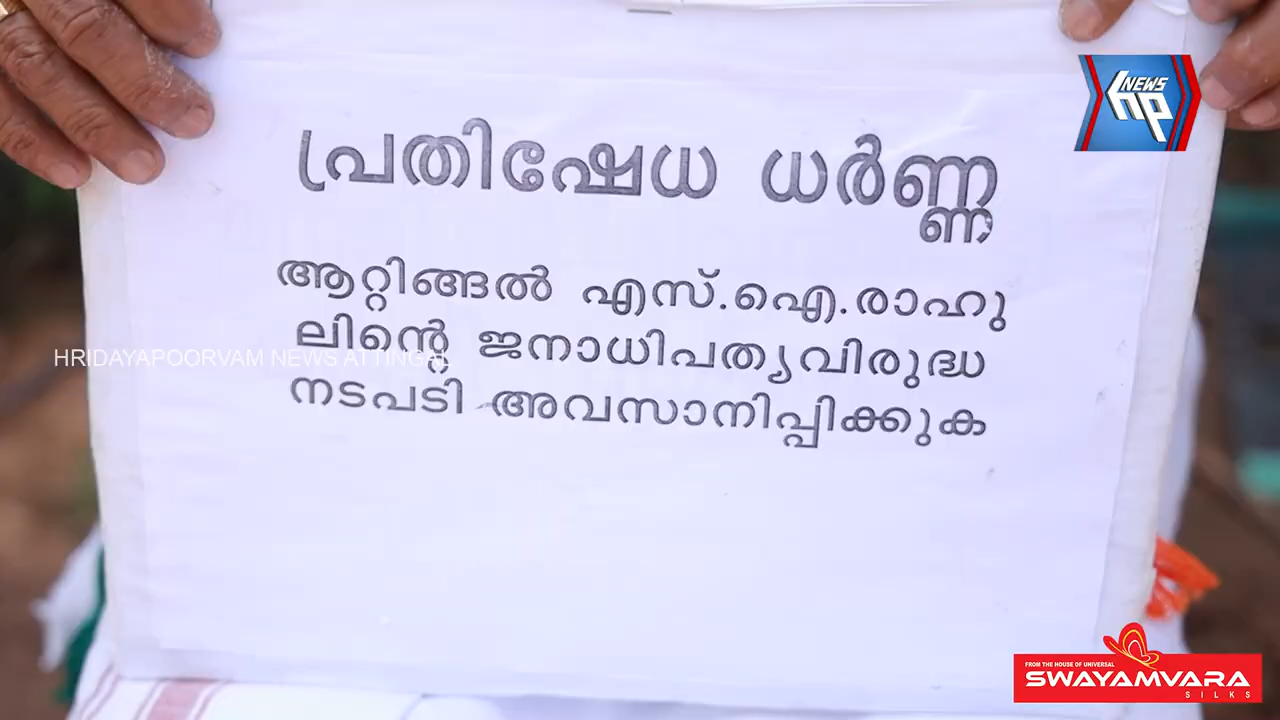 NEWS
hp
പ്രതിഷേധ ധർണ്ണ
ആറ്റിങ്ങൽ എസ്.ഐ.രാഹു
ലിന്റെ ജനാധിപത്യവിരുദ്ധ
HRIDAYAPOORVAM NEWS ATTINGAL
നടപടി അവസാനിപ്പിക്കുക
FROM THE HOUSE OF UNIVERSAL
SWAYAMVARA
SILKS